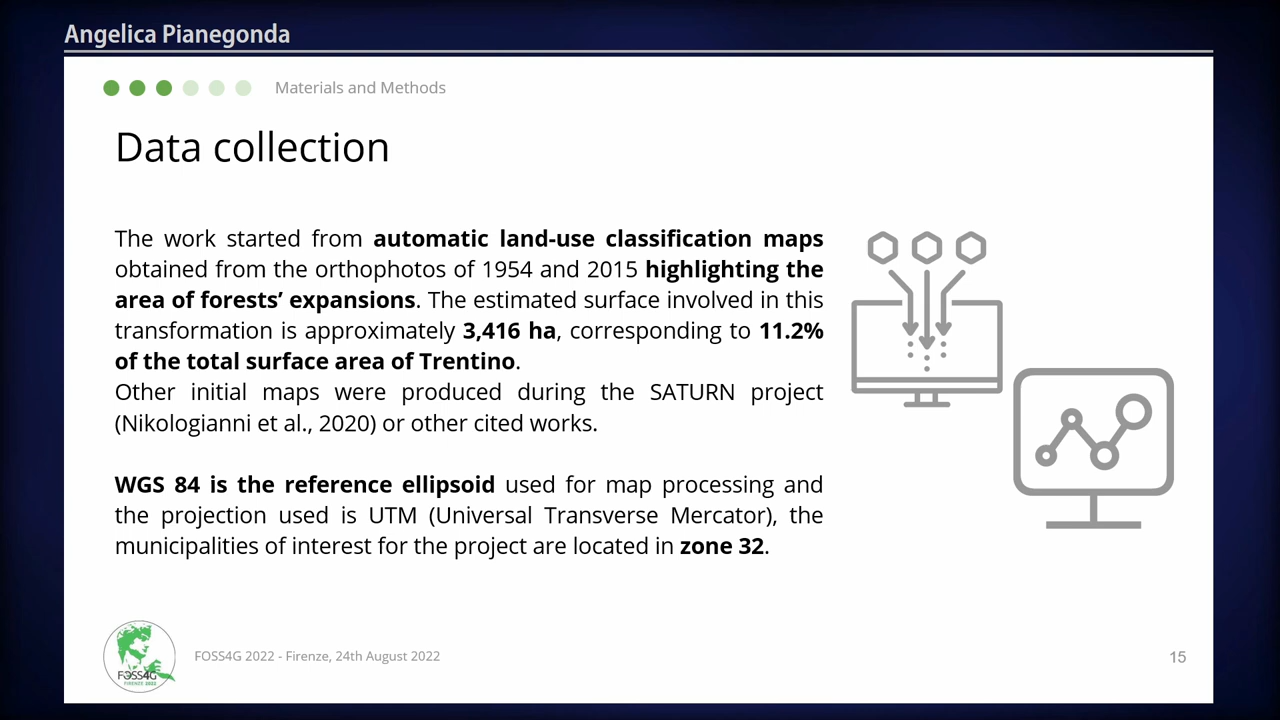 Angelica Pianegonda
Materials and Methods
Data collection
The work started from automatic land-use classification maps
obtained from the orthophotos of 1954 and 2015 highlighting the
area of forests’ expansions. The estimated surface involved in this
transformation is approximately 3,416 ha, corresponding to 11.2%
of the total surface area of Trentino.
Other initial maps were produced during the SATURN project
(Nikologianni et al., 2020) or other cited works.
WGS 84 is the reference ellipsoid used for map processing and
the projection used is UTM (Universal Transverse Mercator), the
municipalities of interest for the project are located in zone 32.
FOSS4G
FIRENZE 2022
FOSS4G 2022 - Firenze, 24th August 2022
15